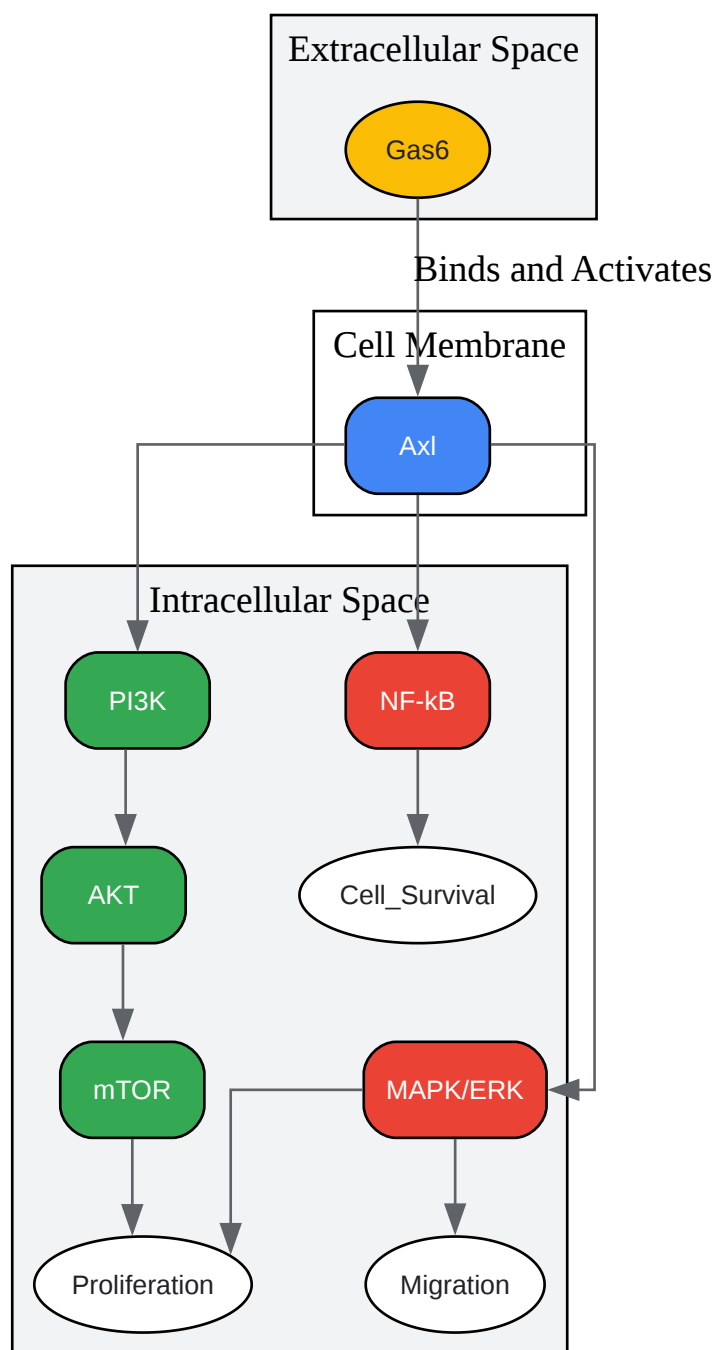 Extracellular Space
Gas6
Binds and Activates
Cell Membrane
Axl
Intracellular Space
PI3K
NF-kB
AKT
Cell_Survival
mTOR
MAPK/ERK
Proliferation
Migration